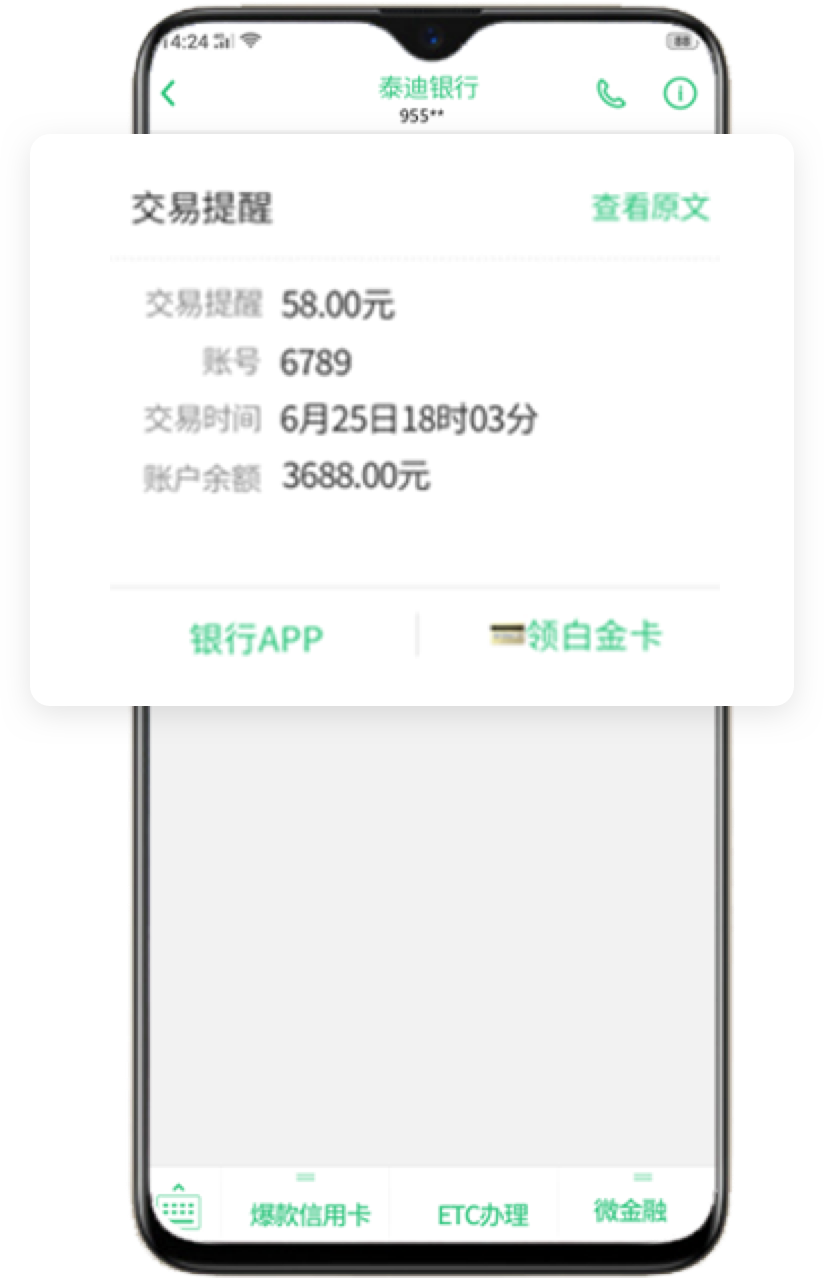 14:24
88
泰迪银行
955**
交易提醒 查看原文
交易提醒 58.00元
账号 6789
交易时间 6月25日18时03分
账户余额 3688.00元
银行APP 领白金卡
爆款信用卡 ETC办理 微金融